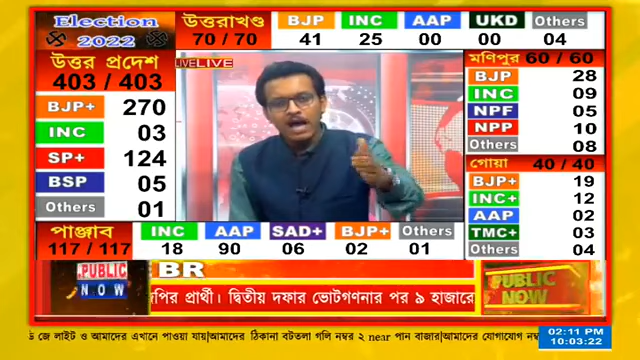 Election
2022
উত্তরাখণ্ড
70 / 70
BJP INC AAP UKD Others
41 25 00 00 04
উত্তর প্রদেশ
403 / 403
BJP+ 270
INC 03
SP+ 124
BSP 05
Others 01
LIVE LIVE
মণিপুর 60 / 60
BJP 28
INC 09
NPF 05
NPP 10
Others 08
গোয়া 40 / 40
BJP+ 19
INC+ 12
AAP 02
TMC+ 03
Others 04
পাঞ্জাব
117 / 117
INC AAP SAD+ BJP+ Others
18 90 06 02 01
PUBLIC
NOW
BR
প্রার্থী। দ্বিতীয় দফার ভোটগণনার পর ৯ হাজারে
PUBLIC
NOW
জে লাইট ও আমাদের এখানে পাওয়া যায়|আমাদের ঠিকানা বটতলা গলি নম্বর ২ near পান বাজার|আমাদের যোগাযোগ নম্ব
02:11 PM
10:03:22